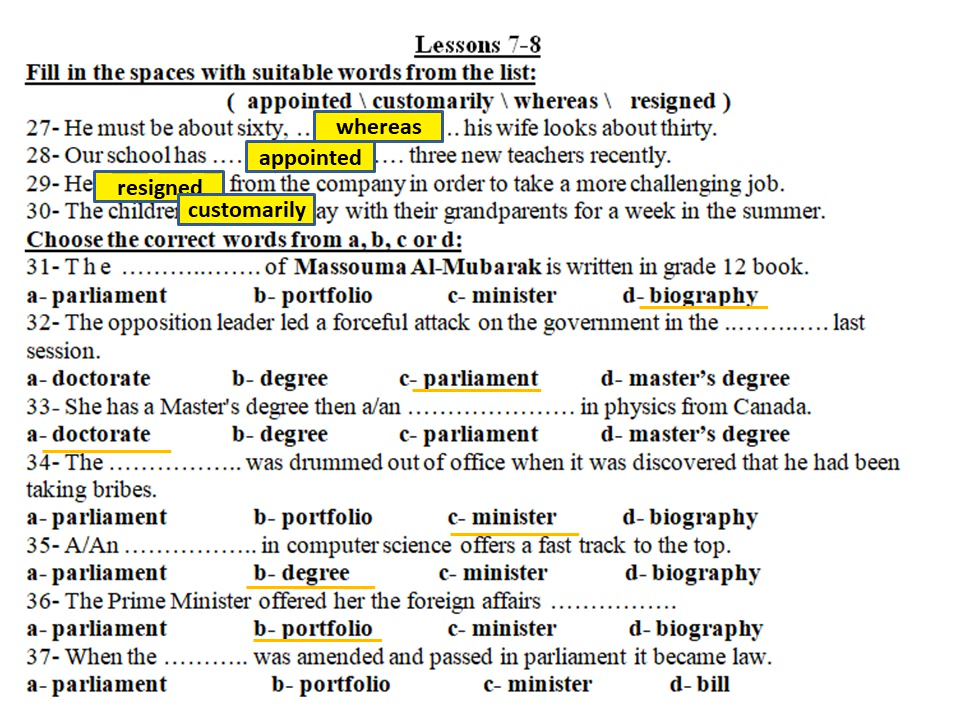 Lessons 7-8
Fill in the spaces with suitable words from the list:
( appointed \ customarily \ whereas \ resigned )
27- He must be about sixty, .. whereas .. his wife looks about thirty.
28- Our school has .... appointed .... three new teachers recently.
29- He resigned from the company in order to take a more challenging job.
30- The children customarily ay with their grandparents for a week in the summer.
Choose the correct words from a, b, c or d:
31- The ………..……. of Massouma Al-Mubarak is written in grade 12 book.
a- parliament b- portfolio c- minister d- biography
32- The opposition leader led a forceful attack on the government in the ..…….…. last
session.
a- doctorate b- degree c- parliament d- master’s degree
33- She has a Master's degree then a/an ………………… in physics from Canada.
a- doctorate b- degree c- parliament d- master’s degree
34- The …………….. was drummed out of office when it was discovered that he had been
taking bribes.
a- parliament b- portfolio c- minister d- biography
35- A/An …………….. in computer science offers a fast track to the top.
a- parliament b- degree c- minister d- biography
36- The Prime Minister offered her the foreign affairs …………….
a- parliament b- portfolio c- minister d- biography
37- When the ……….. was amended and passed in parliament it became law.
a- parliament b- portfolio c- minister d- bill